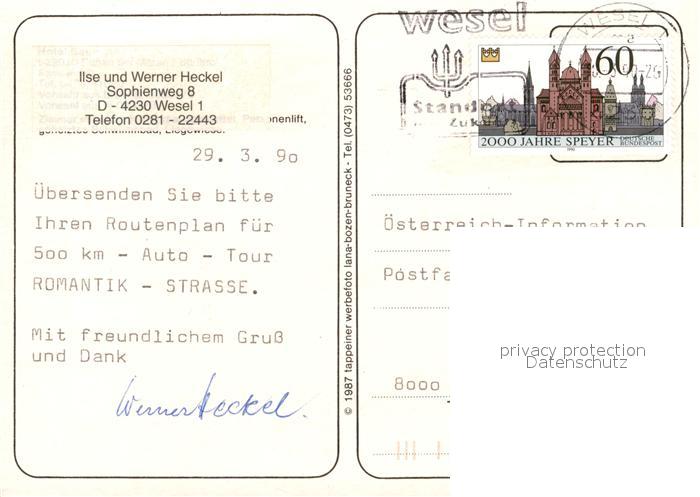 Ilse und Werner Heckel
Sophienweg 8
D - 4230 Wesel 1
Telefon 0281 - 22443
Personenlift,
geheiztes Schwimmbad, Liegewiese.
29. 3. 90
Übersenden Sie bitte
Ihren Routenplan für
500 km - Auto - Tour
ROMANTIK - STRASSE.
Mit freundlichem Gruß
und Dank
Werner Heckel.
© 1987 tappeiner werbefoto lana-bozen-bruneck - Tel. (0473) 53666
wesel
WESEL
60
2000 JAHRE SPEYER
DEUTSCHE
BUNDESPOST
1990
Österreich-Information
Postfa
8000
privacy protection
Datenschutz